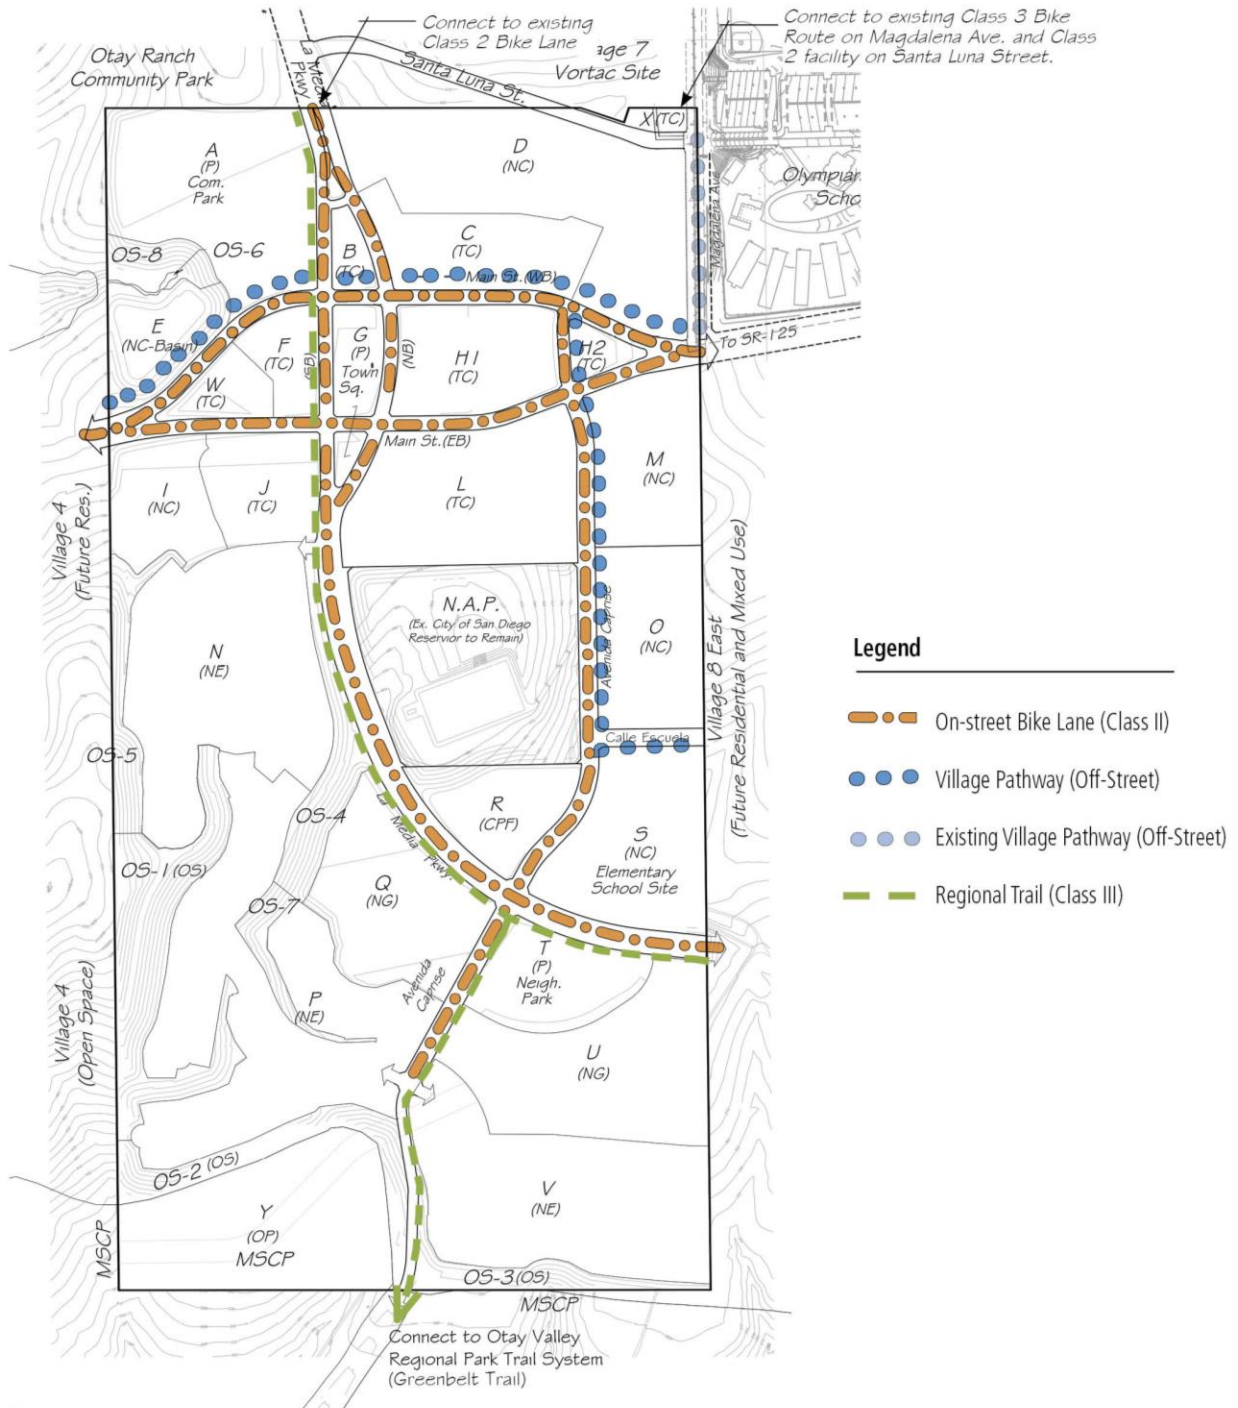 Connect to existing
Class 2 Bike Lane
Connect to existing Class 3 Bike
Route on Magdalena Ave. and Class
2 facility on Santa Luna Street.
Otay Ranch
Community Park
La Media
Pkwy
Santa Luna St.
age 7
Vortac Site
X (TC)
A
(P)
Com.
Park
D
(NC)
Olympian
Scho
Magdalena Ave
OS-8
OS-6
B
(TC)
C
(TC)
Main St. (WB)
E
(NC-Basin)
F
(TC)
(SB)
G
(P)
Town
Sq.
(NB)
H1
(TC)
H2
(TC)
To SR-125
W
(TC)
Main St. (EB)
I
(NC)
J
(TC)
L
(TC)
M
(NC)
Village 4
(Future Res.)
N.A.P.
(Ex. City of San Diego
Reservior to Remain)
Avenida Caprise
O
(NC)
N
(NE)
Village 8 East
(Future Residential and Mixed Use)
Calle Escuela
OS-5
OS-4
La Media Pkwy.
R
(CPF)
S
(NC)
Elementary
School Site
OS-1 (OS)
Q
(NG)
OS-7
T
(P)
Neigh.
Park
Avenida
Caprise
P
(NE)
Village 4
(Open Space)
U
(NG)
OS-2 (OS)
V
(NE)
Y
(OP)
MSCP
MSCP
OS-3 (OS)
MSCP
Connect to Otay Valley
Regional Park Trail System
(Greenbelt Trail)
Legend
On-street Bike Lane (Class II)
Village Pathway (Off-Street)
Existing Village Pathway (Off-Street)
Regional Trail (Class III)